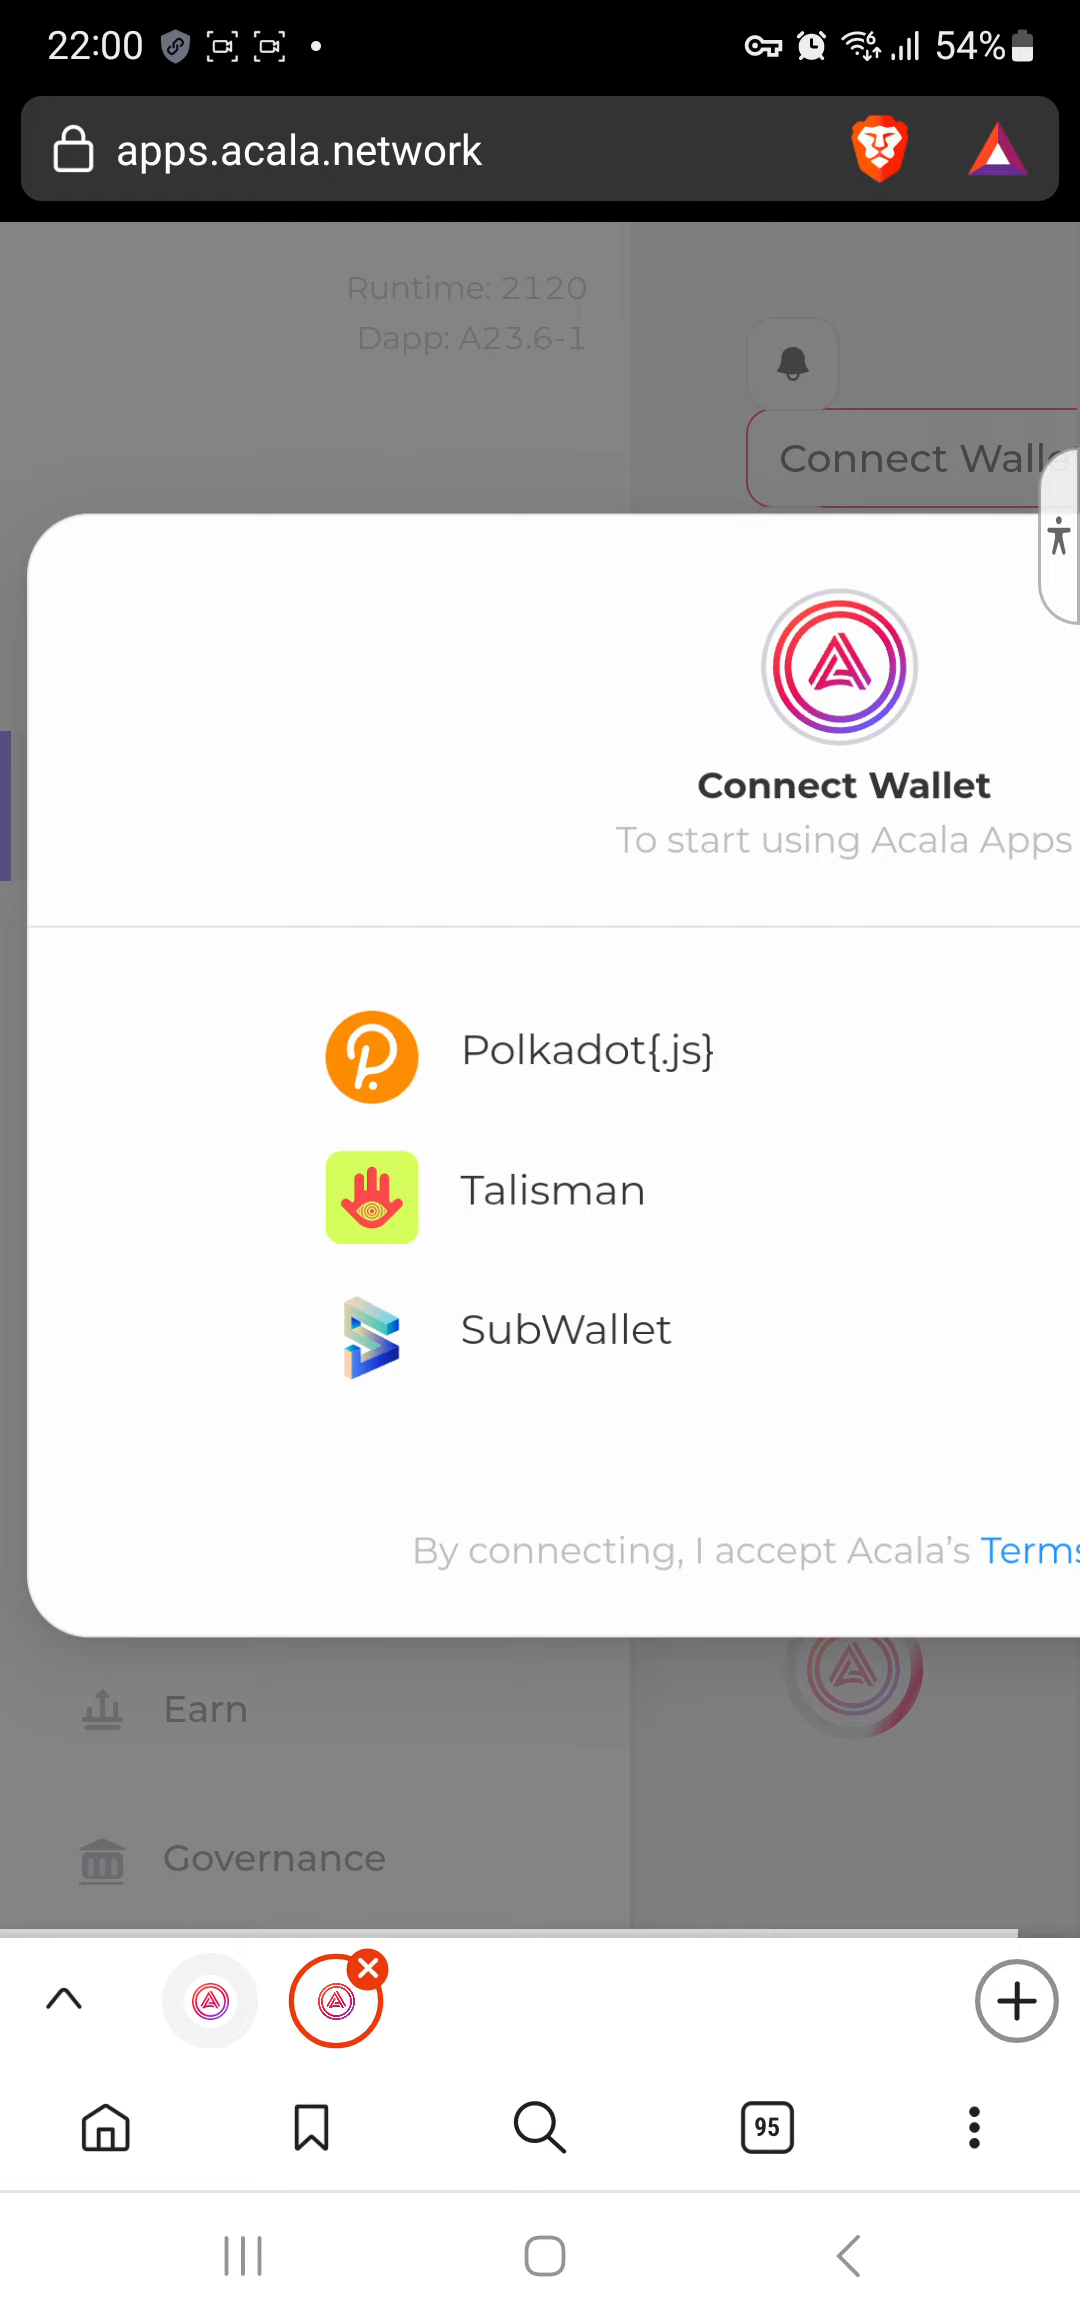 22:00
54%
apps.acala.network
Runtime: 2120
Dapp: A23.6-1
Connect Walle
Connect Wallet
To start using Acala Apps
Polkadot{.js}
Talisman
SubWallet
By connecting, I accept Acala's Terms
Earn
Governance
95